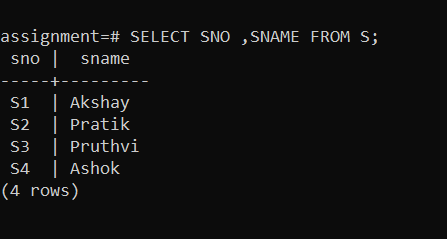 assignment=# SELECT SNO ,SNAME FROM S;
 sno |  sname
-----+---------
 S1  | Akshay
 S2  | Pratik
 S3  | Pruthvi
 S4  | Ashok
(4 rows)